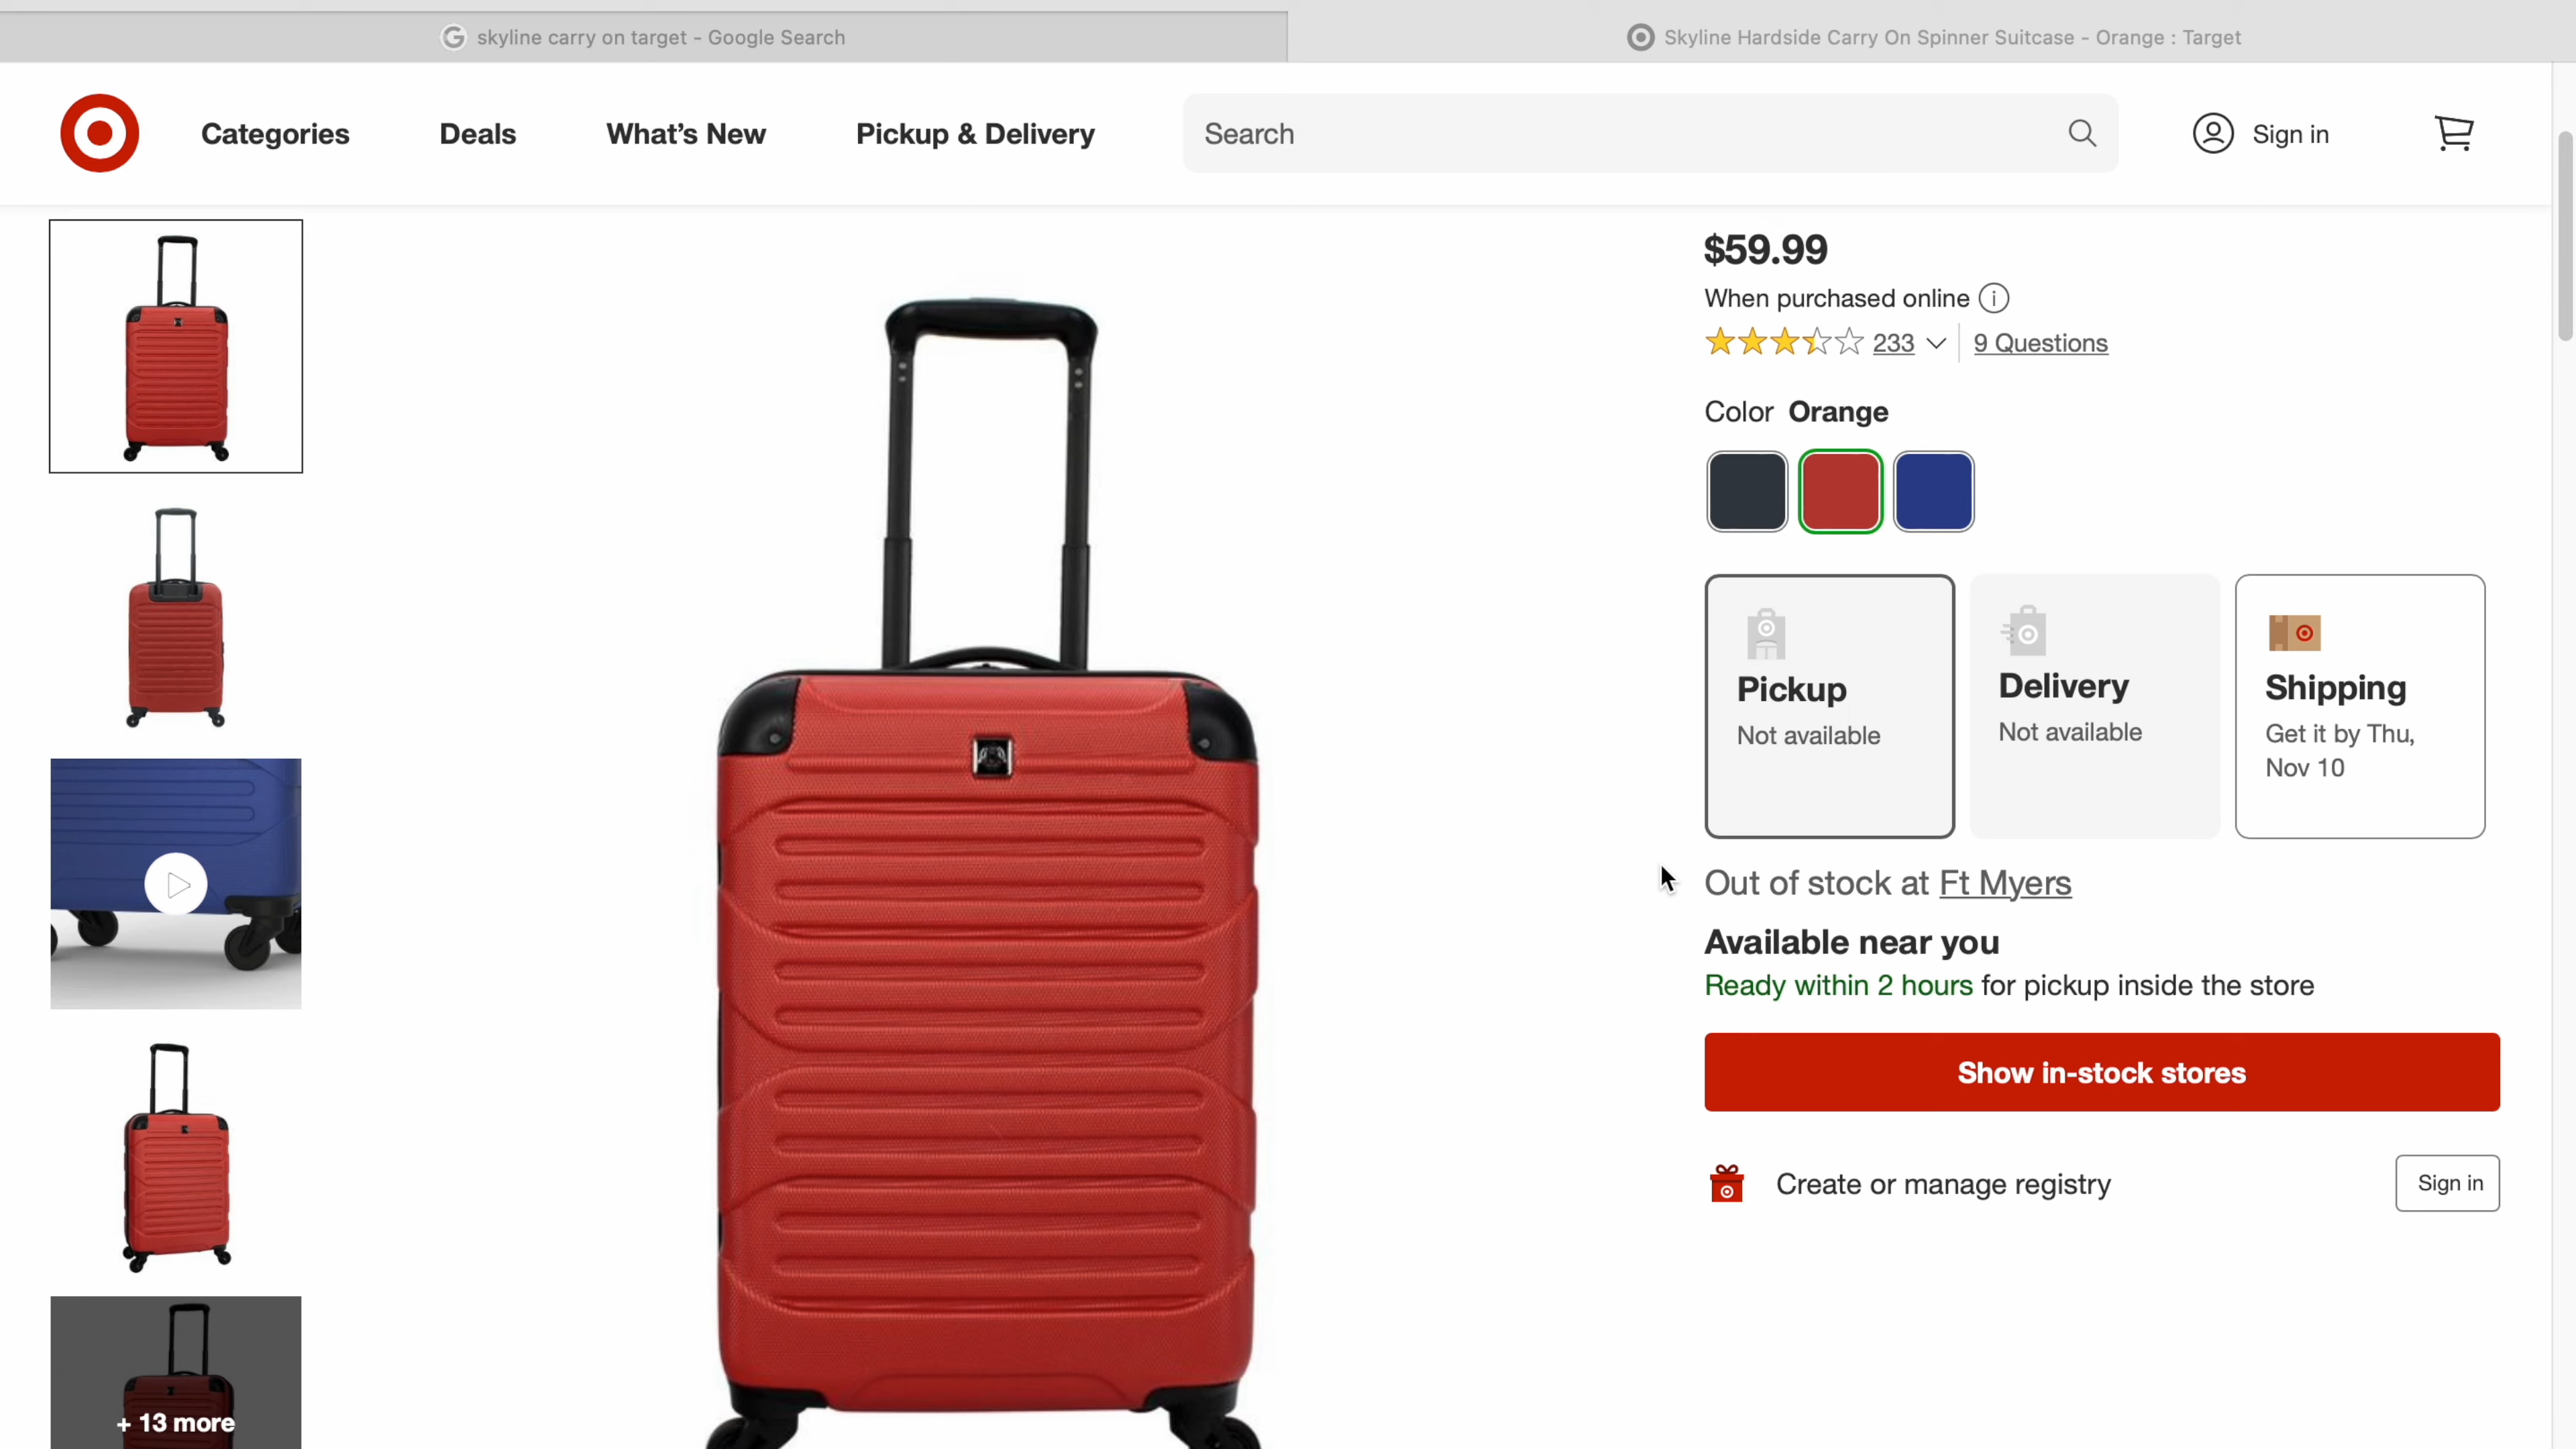 skyline carry on target - Google Search
Skyline Hardside Carry On Spinner Suitcase - Orange : Target
Categories
Deals
What's New
Pickup & Delivery
Search
Sign in
$59.99
When purchased online
233
9 Questions
Color Orange
Pickup
Not available
Delivery
Not available
Shipping
Get it by Thu,
Nov 10
Out of stock at Ft Myers
Available near you
Ready within 2 hours for pickup inside the store
Show in-stock stores
Create or manage registry
Sign in
+ 13 more